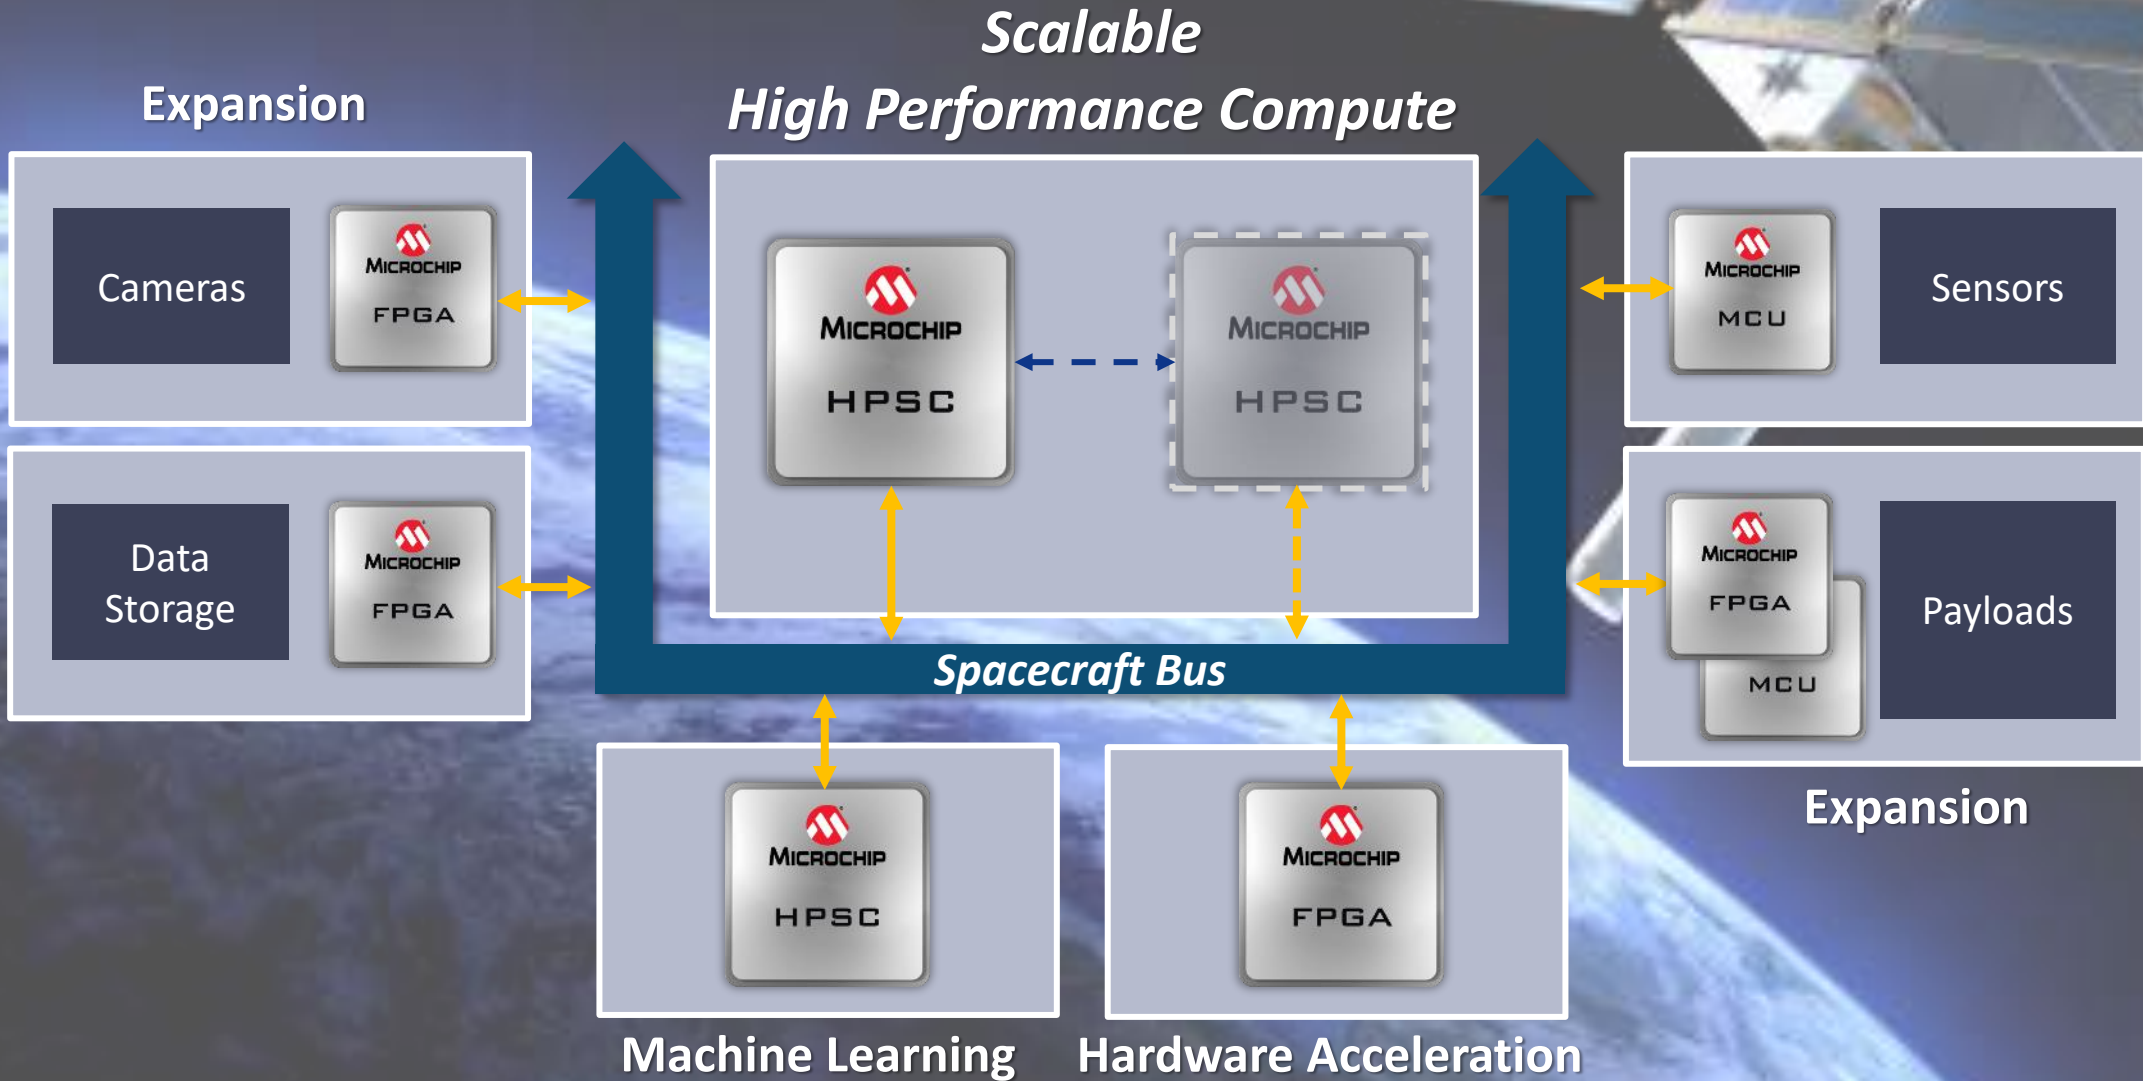 Scalable
High Performance Compute
Expansion
Cameras
MICROCHIP
FPGA
Data
Storage
MICROCHIP
FPGA
MICROCHIP
HPSC
MICROCHIP
HPSC
Spacecraft Bus
MICROCHIP
MCU
Sensors
MICROCHIP
FPGA
MCU
Payloads
Expansion
MICROCHIP
HPSC
Machine Learning
MICROCHIP
FPGA
Hardware Acceleration